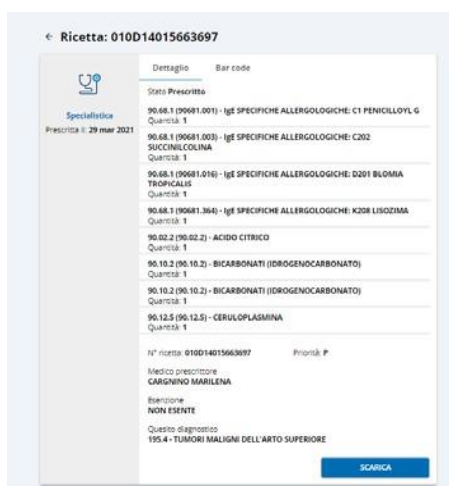 ← Ricetta: 010D14015663697
Dettaglio Bar code
Stato Prescritto
Specialistica
Prescritta il: 29 mar 2021
90.68.1 (90681.001) - IgE SPECIFICHE ALLERGOLOGICHE: C1 PENICILLOYL G
Quantità: 1
90.68.1 (90681.003) - IgE SPECIFICHE ALLERGOLOGICHE: C202
SUCCINILCOLINA
Quantità: 1
90.68.1 (90681.016) - IgE SPECIFICHE ALLERGOLOGICHE: D201 BLOMIA
TROPICALIS
Quantità: 1
90.68.1 (90681.364) - IgE SPECIFICHE ALLERGOLOGICHE: K208 LISOZIMA
Quantità: 1
90.02.2 (90.02.2) - ACIDO CITRICO
Quantità: 1
90.10.2 (90.10.2) - BICARBONATI (IDROGENOCARBONATO)
Quantità: 1
90.10.2 (90.10.2) - BICARBONATI (IDROGENOCARBONATO)
Quantità: 1
90.12.5 (90.12.5) - CERULOPLASMINA
Quantità: 1
N° ricetta: 010D14015663697 Priorità: P
Medico prescrittore
CARGNINO MARILENA
Esenzione
NON ESENTE
Quesito diagnostico
195.4 - TUMORI MALIGNI DELL'ARTO SUPERIORE
SCARICA